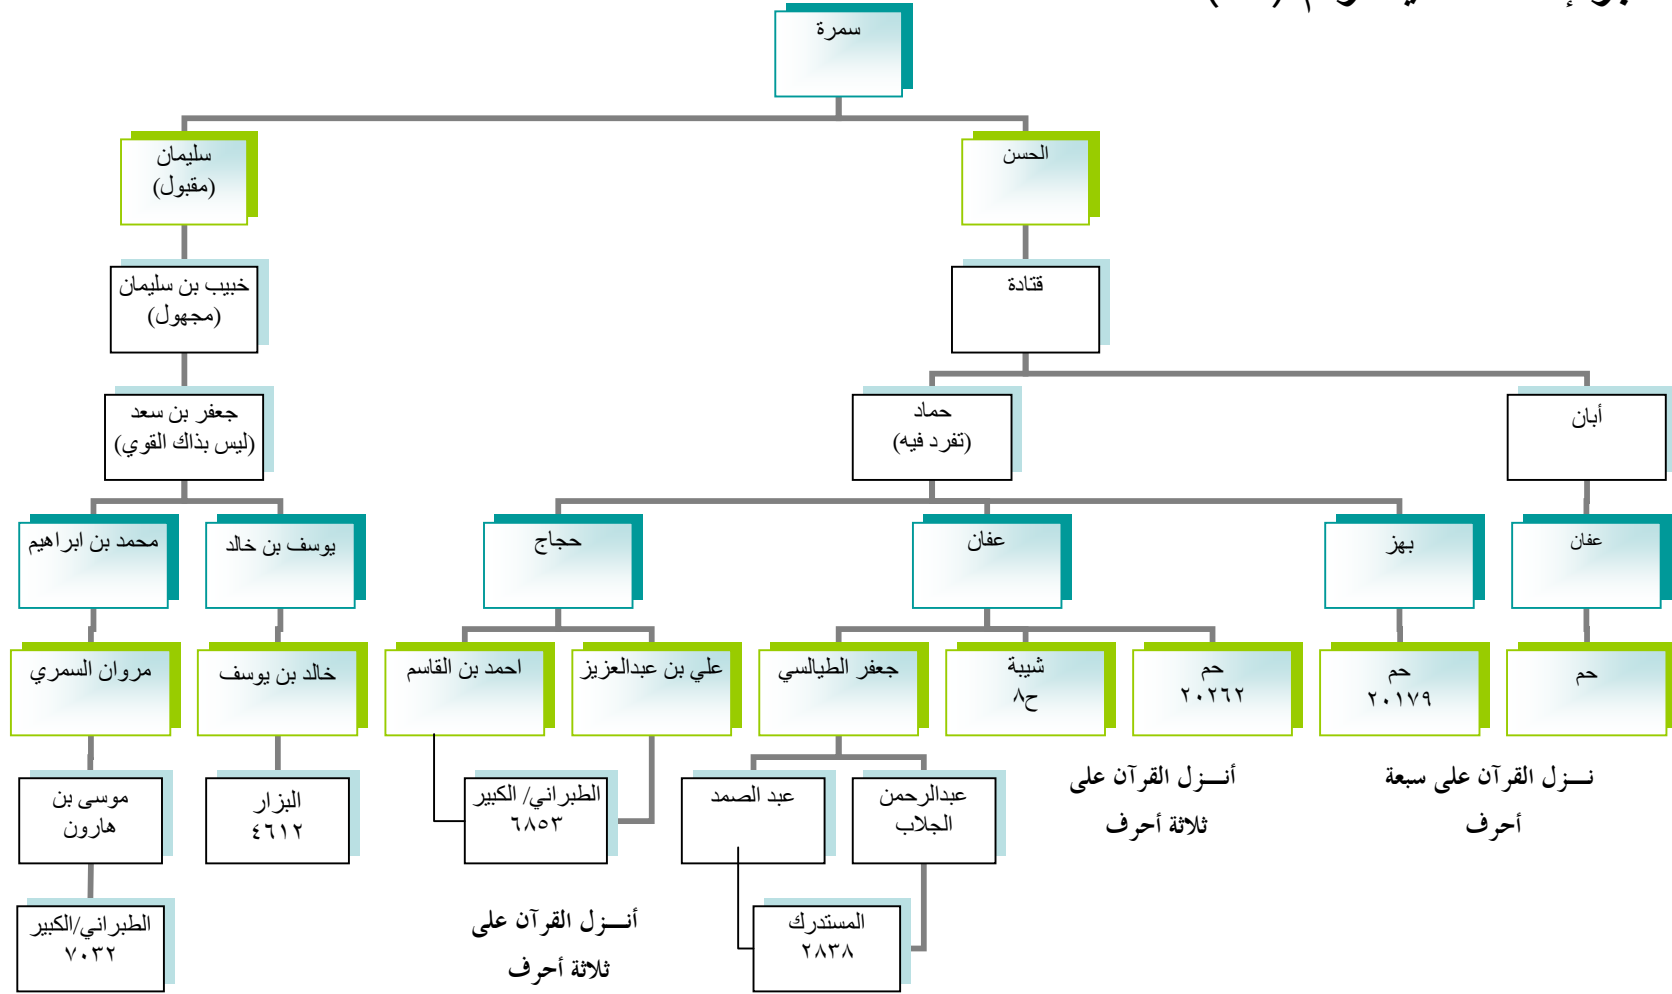 سمرة
الحسن
سليمان
(مقبول)
قتادة
خبيب بن سليمان
(مجهول)
أبان
حماد
(تفرد فيه)
جعفر بن سعد
(ليس بذاك القوي)
عفان
بهز
عفان
حجاج
يوسف بن خالد
محمد بن ابراهيم
حم
حم
٢٠١٧٩
حم
٢٠٢٦٢
شيبة
ح٨
جعفر الطيالسي
علي بن عبدالعزيز
احمد بن القاسم
خالد بن يوسف
مروان السمري
نــزل القرآن على سبعة
أحرف
أنــزل القرآن على
ثلاثة أحرف
عبدالرحمن
الجلاب
عبد الصمد
الطبراني/ الكبير
٦٨٥٣
البزار
٤٦١٢
موسى بن
هارون
المستدرك
٢٨٣٨
أنــزل القرآن على
ثلاثة أحرف
الطبراني/الكبير
٧٠٣٢